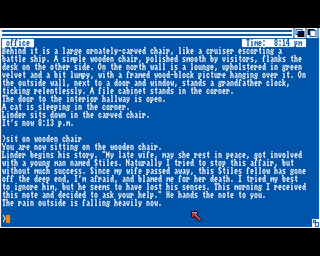 office Time: 8:14 pm
Behind it is a large ornately-carved chair, like a cruiser escorting a
battle ship. A simple wooden chair, polished smooth by visitors, flanks the
desk on the other side. On the north wall is a lounge, upholstered in green
velvet and a bit lumpy, with a framed wood-block picture hanging over it. On
the outside wall, next to a door and window, stands a grandfather clock,
ticking relentlessly. A file cabinet stands in the corner.
The door to the interior hallway is open.
A cat is sleeping in the corner.
Linder sits down in the carved chair.
It's now 8:13 p.m.
>sit on wooden chair
You are now sitting on the wooden chair.
Linder begins his story. "My late wife, may she rest in peace, got involved
with a young man named Stiles. Naturally I tried to stop this affair, but
without much success. Since my wife passed away, this Stiles fellow has gone
off the deep end, I'm afraid, and blamed me for her death. I tried my best
to ignore him, but he seems to have lost his senses. This morning I received
this note and decided to ask your help." He hands the note to you.
The rain outside is falling heavily now.
>